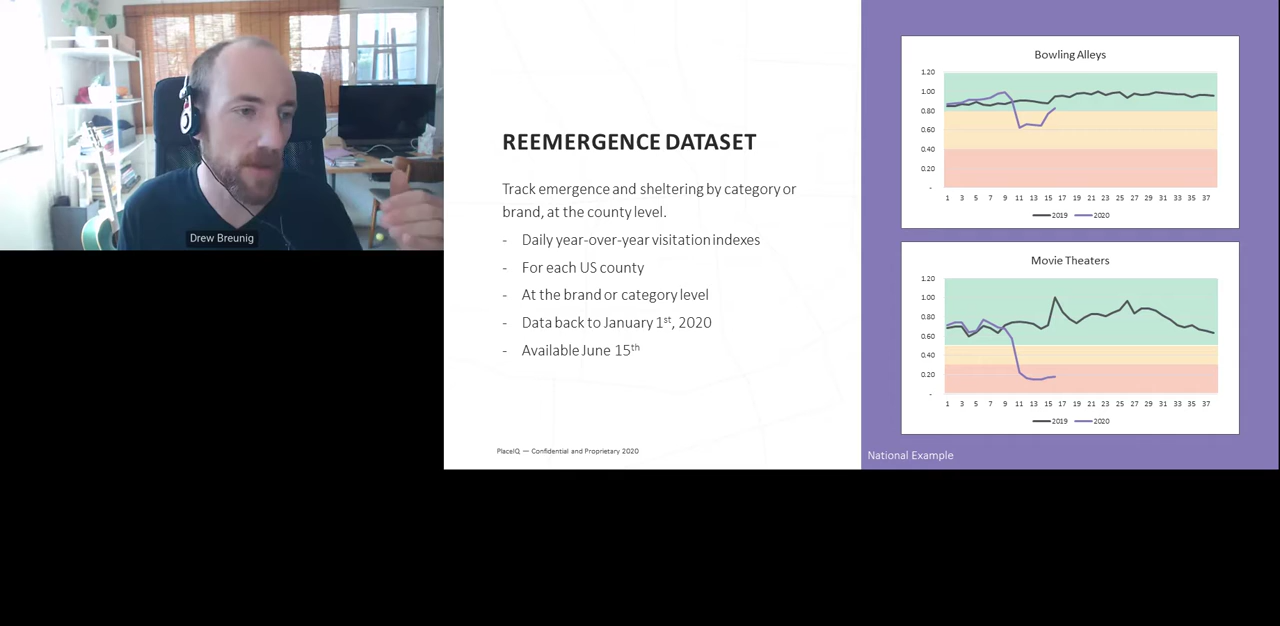 Drew Breunig
REEMERGENCE DATASET
Track emergence and sheltering by category or
brand, at the county level.
- Daily year-over-year visitation indexes
- For each US county
- At the brand or category level
- Data back to January 1st, 2020
- Available June 15th
PlaceIQ — Confidential and Proprietary 2020
Bowling Alleys
1.20
1.00
0.80
0.60
0.40
0.20
-
1 3 5 7 9 11 13 15 17 19 21 23 25 27 29 31 33 35 37
2019 2020
Movie Theaters
1.20
1.00
0.80
0.60
0.40
0.20
-
1 3 5 7 9 11 13 15 17 19 21 23 25 27 29 31 33 35 37
2019 2020
National Example